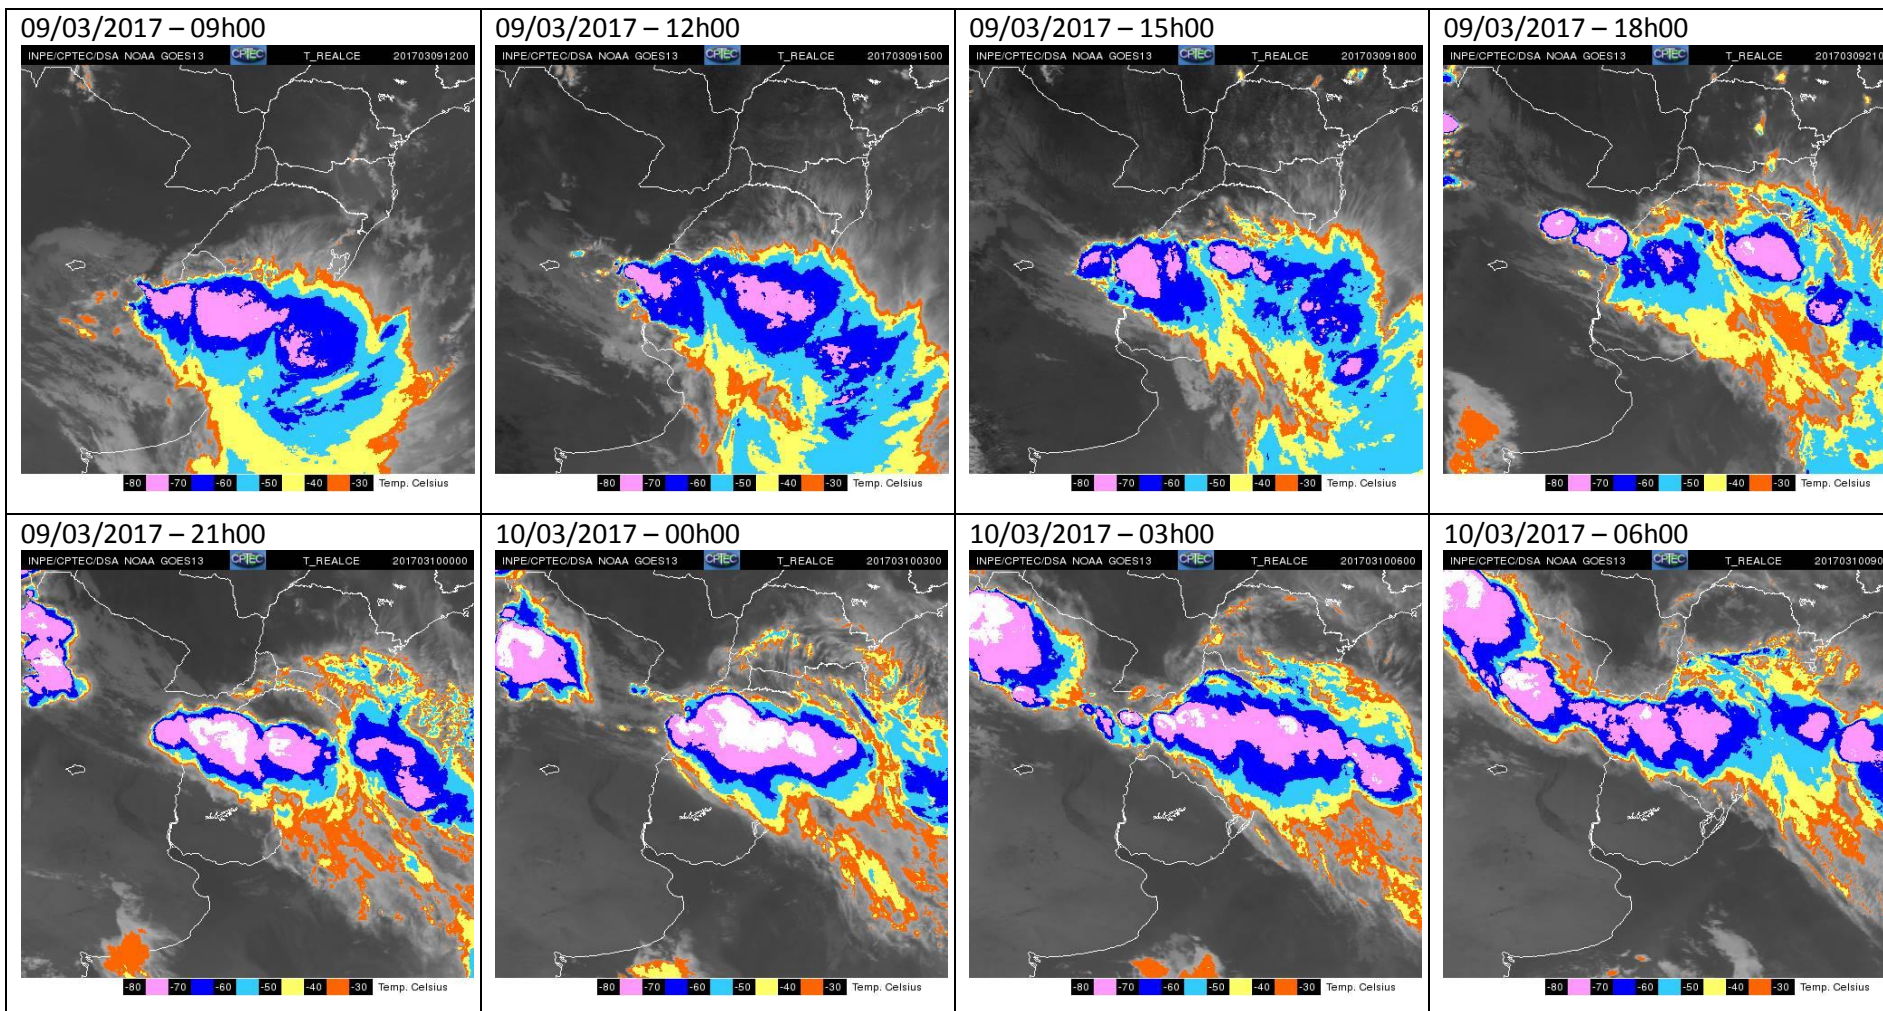 09/03/2017 – 09h00
INPE/CPTEC/DSA NOAA GOES13 CPTEC T_REALCE 201703091200
-80 -70 -60 -50 -40 -30 Temp. Celsius
09/03/2017 – 12h00
INPE/CPTEC/DSA NOAA GOES13 CPTEC T_REALCE 201703091500
-80 -70 -60 -50 -40 -30 Temp. Celsius
09/03/2017 – 15h00
INPE/CPTEC/DSA NOAA GOES13 CPTEC T_REALCE 201703091800
-80 -70 -60 -50 -40 -30 Temp. Celsius
09/03/2017 – 18h00
INPE/CPTEC/DSA NOAA GOES13 CPTEC T_REALCE 20170309210
-80 -70 -60 -50 -40 -30 Temp. Celsius
09/03/2017 – 21h00
INPE/CPTEC/DSA NOAA GOES13 CPTEC T_REALCE 201703100000
-80 -70 -60 -50 -40 -30 Temp. Celsius
10/03/2017 – 00h00
INPE/CPTEC/DSA NOAA GOES13 CPTEC T_REALCE 201703100300
-80 -70 -60 -50 -40 -30 Temp. Celsius
10/03/2017 – 03h00
INPE/CPTEC/DSA NOAA GOES13 CPTEC T_REALCE 201703100600
-80 -70 -60 -50 -40 -30 Temp. Celsius
10/03/2017 – 06h00
INPE/CPTEC/DSA NOAA GOES13 CPTEC T_REALCE 20170310090
-80 -70 -60 -50 -40 -30 Temp. Celsius